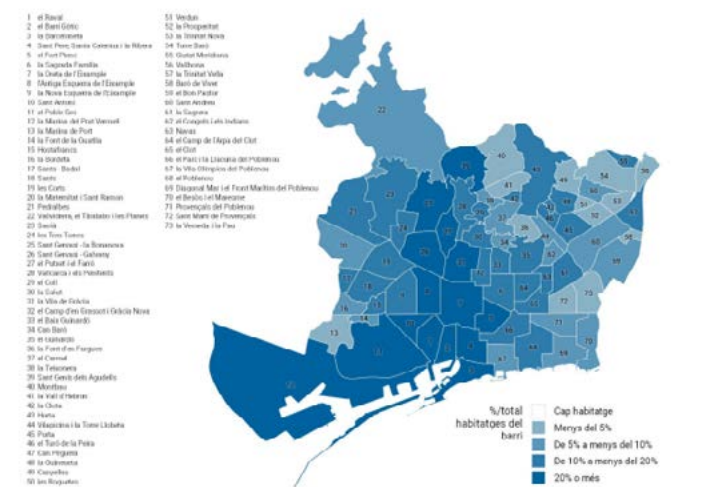 1 el Raval
2 el Barri Gòtic
3 la Barceloneta
4 Sant Pere, Santa Caterina i la Ribera
5 el Fort Pienc
6 la Sagrada Família
7 la Dreta de l'Eixample
8 l'Antiga Esquerra de l'Eixample
9 la Nova Esquerra de l'Eixample
10 Sant Antoni
11 el Poble Sec
12 la Marina del Prat Vermell
13 la Marina de Port
14 la Font de la Guatlla
15 Hostafrancs
16 la Bordeta
17 Sants - Badal
18 Sants
19 les Corts
20 la Maternitat i Sant Ramon
21 Pedralbes
22 Vallvidrera, el Tibidabo i les Planes
23 Sarrià
24 les Tres Torres
25 Sant Gervasi - la Bonanova
26 Sant Gervasi - Galvany
27 el Putxet i el Farró
28 Vallcarca i els Penitents
29 el Coll
30 la Salut
31 la Vila de Gràcia
32 el Camp d'en Grassot i Gràcia Nova
33 el Baix Guinardó
34 Can Baró
35 el Guinardó
36 la Font d'en Fargues
37 el Carmel
38 la Teixonera
39 Sant Genís dels Agudells
40 Montbau
41 la Vall d'Hebron
42 la Clota
43 Horta
44 Vilapicina i la Torre Llobeta
45 Porta
46 el Turó de la Peira
47 Can Peguera
48 la Guineueta
49 Canyelles
50 les Roquetes
51 Verdun
52 la Prosperitat
53 la Trinitat Nova
54 Torre Baró
55 Ciutat Meridiana
56 Vallbona
57 la Trinitat Vella
58 Baró de Viver
59 el Bon Pastor
60 Sant Andreu
61 la Sagrera
62 el Congrés i els Indians
63 Navas
64 el Camp de l'Arpa del Clot
65 el Clot
66 el Parc i la Llacuna del Poblenou
67 la Vila Olímpica del Poblenou
68 el Poblenou
69 Diagonal Mar i el Front Marítim del Poblenou
70 el Besòs i el Maresme
71 Provençals del Poblenou
72 Sant Martí de Provençals
73 la Verneda i la Pau
%/total
habitatges del
barri
Cap habitatge
Menys del 5%
De 5% a menys del 10%
De 10% a menys del 20%
20% o més